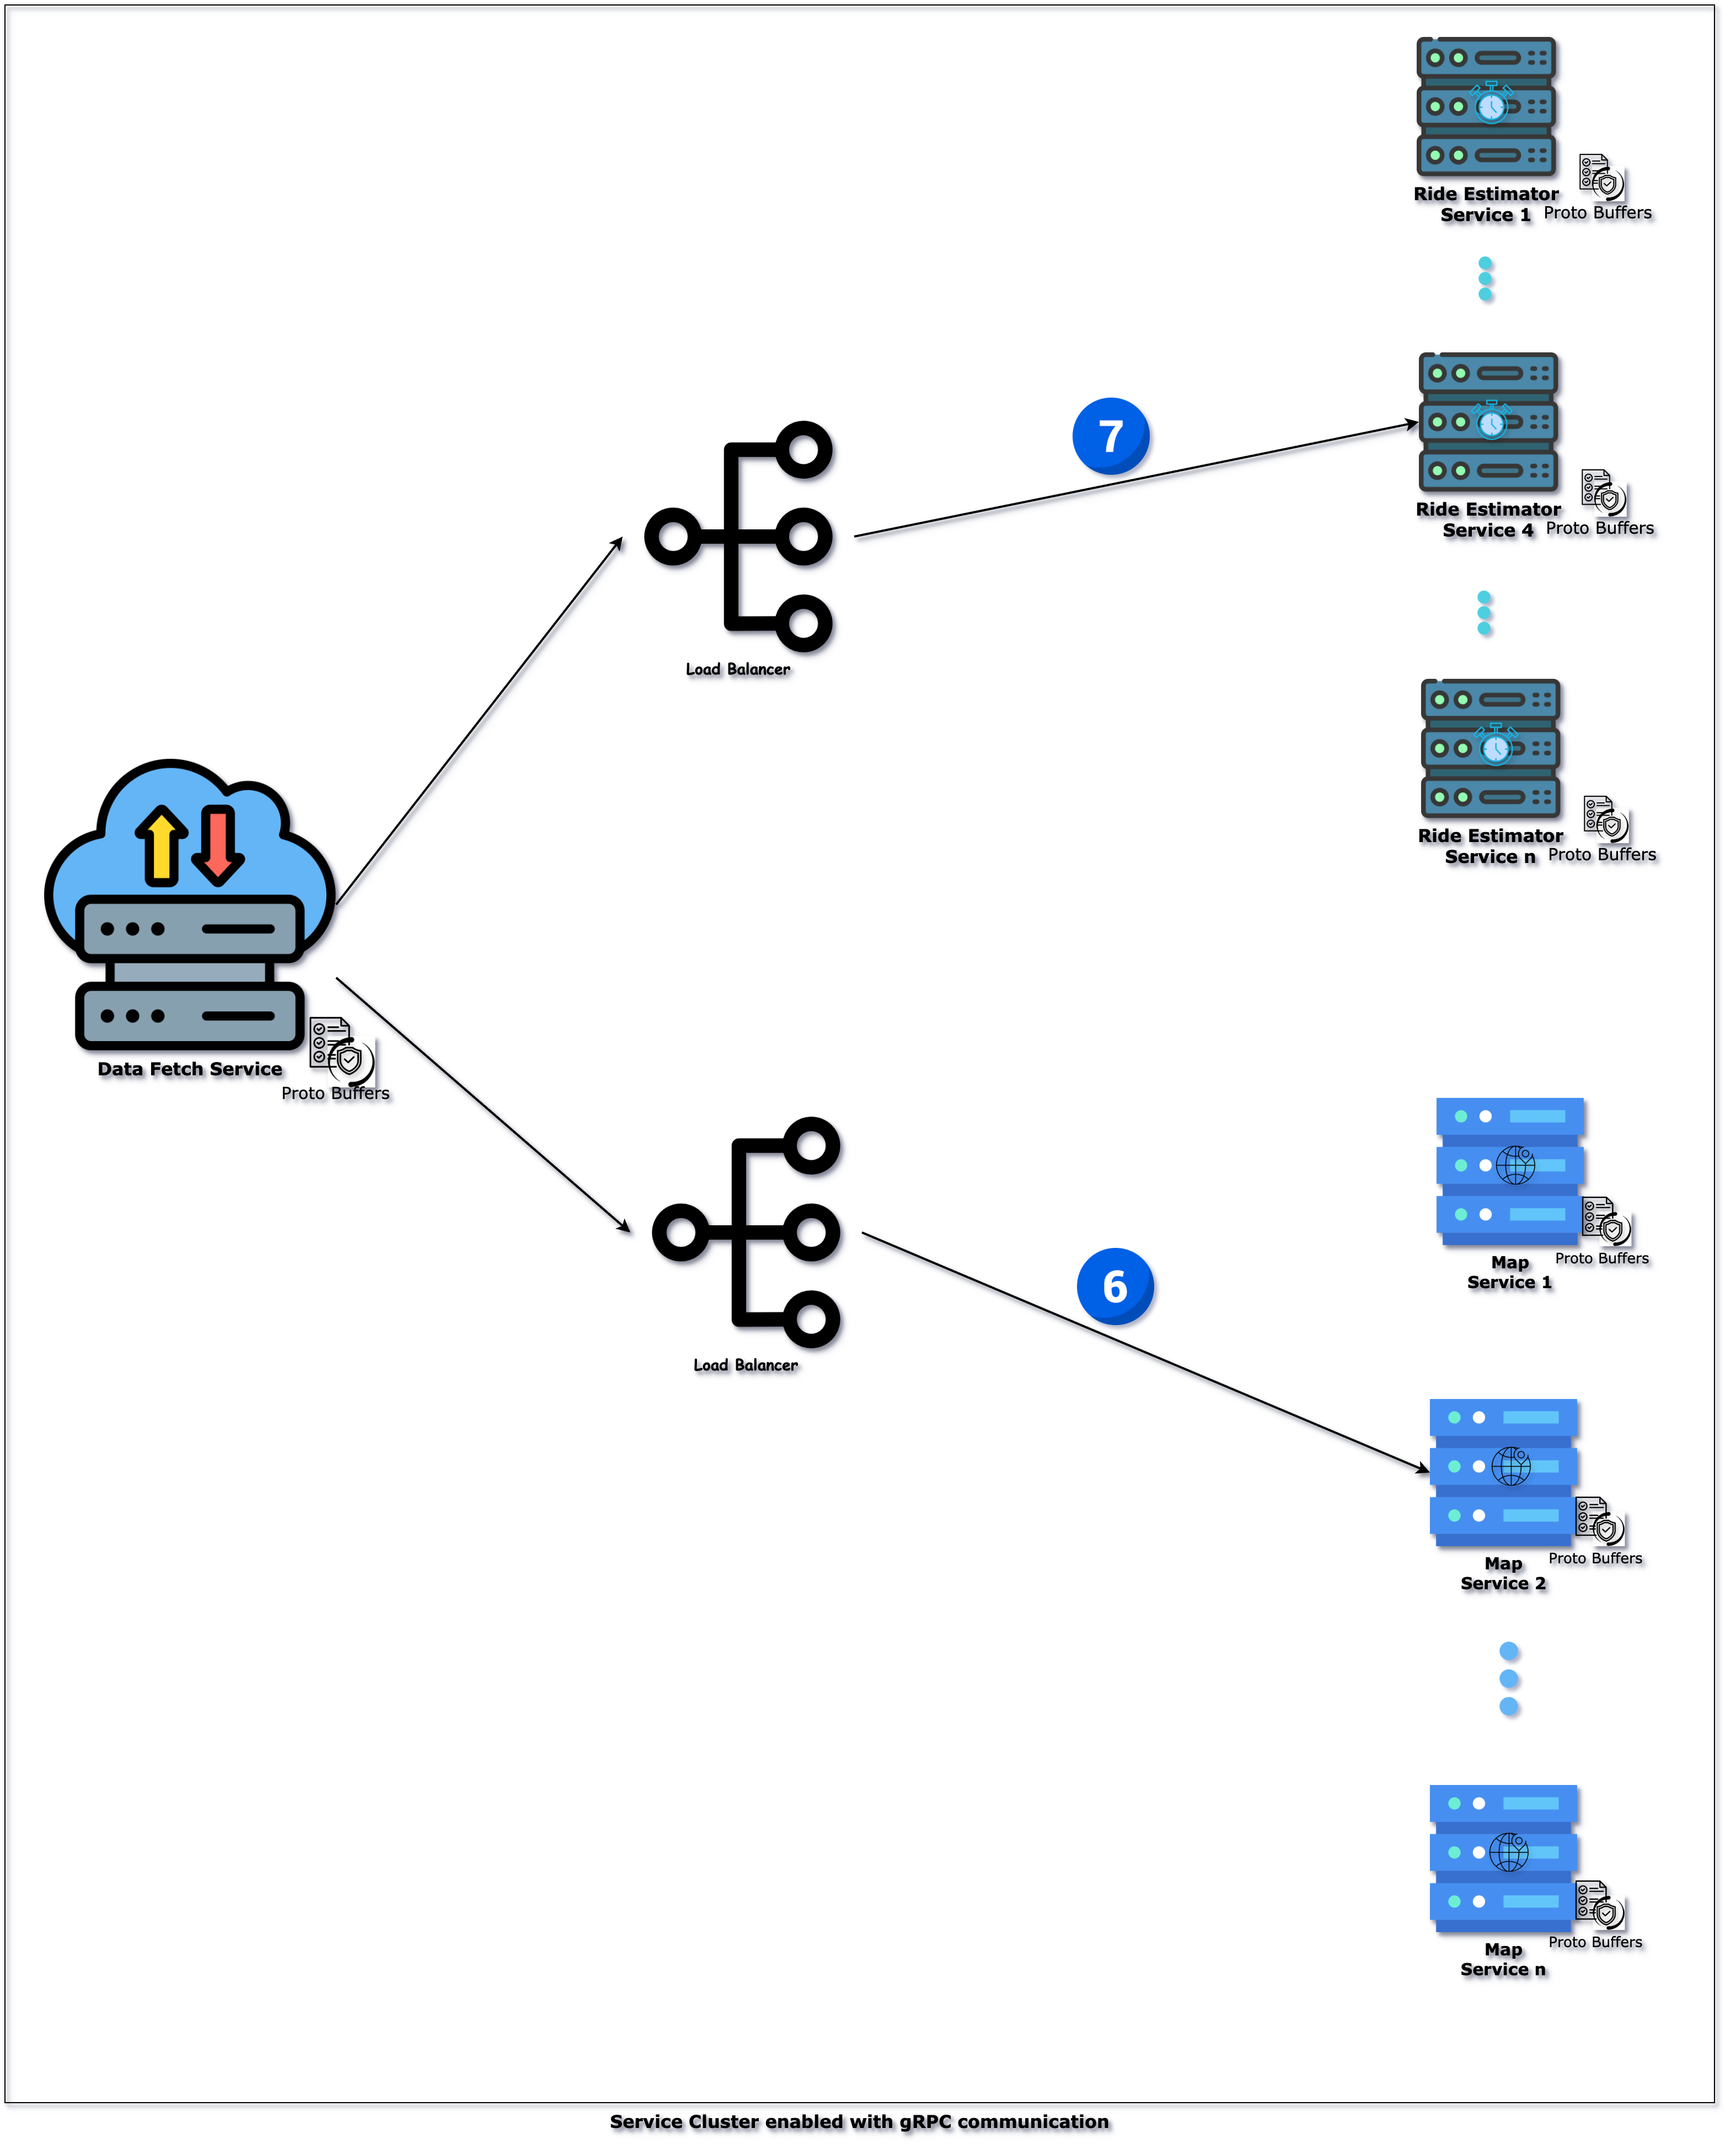 Ride Estimator
Service 1
Proto Buffers
7
Ride Estimator
Service 4
Proto Buffers
Load Balancer
Ride Estimator
Service n
Proto Buffers
Data Fetch Service
Proto Buffers
Map
Service 1
Proto Buffers
6
Load Balancer
Map
Service 2
Proto Buffers
Map
Service n
Proto Buffers
Service Cluster enabled with gRPC communication